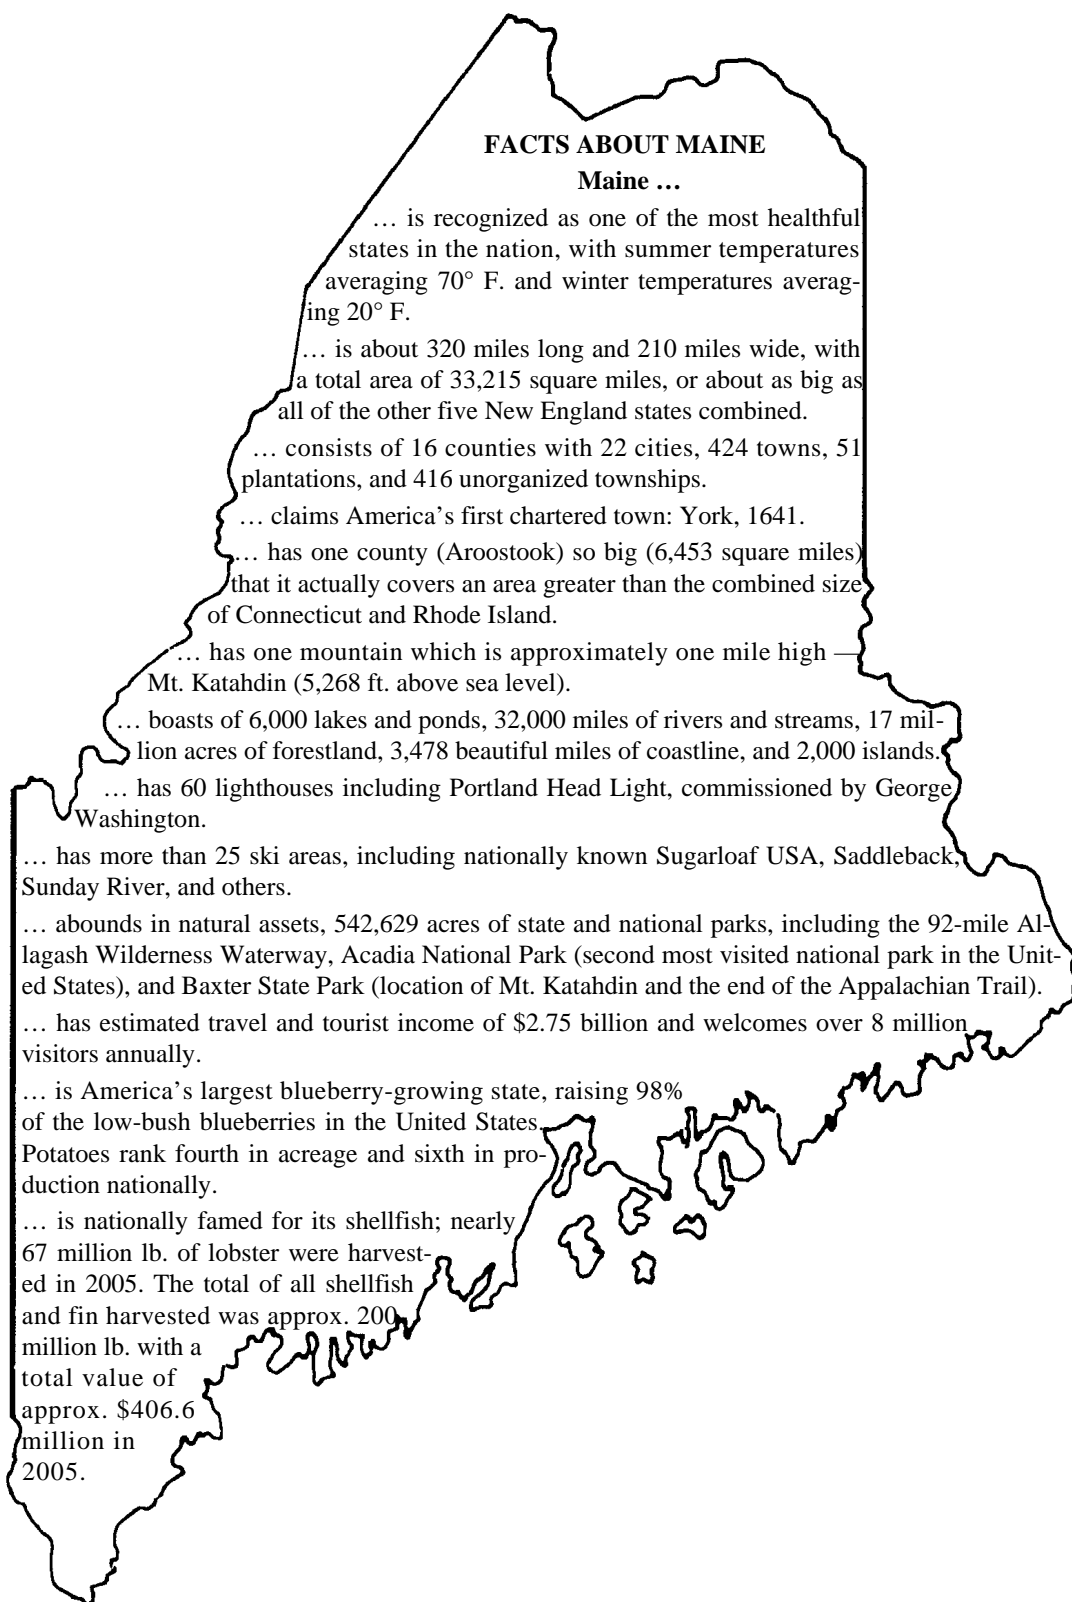 FACTS ABOUT MAINE
Maine …
… is recognized as one of the most healthful
states in the nation, with summer temperatures
averaging 70° F. and winter temperatures averag-
ing 20° F.
… is about 320 miles long and 210 miles wide, with
a total area of 33,215 square miles, or about as big as
all of the other five New England states combined.
… consists of 16 counties with 22 cities, 424 towns, 51
plantations, and 416 unorganized townships.
… claims America’s first chartered town: York, 1641.
… has one county (Aroostook) so big (6,453 square miles)
that it actually covers an area greater than the combined size
of Connecticut and Rhode Island.
… has one mountain which is approximately one mile high —
Mt. Katahdin (5,268 ft. above sea level).
… boasts of 6,000 lakes and ponds, 32,000 miles of rivers and streams, 17 mil-
lion acres of forestland, 3,478 beautiful miles of coastline, and 2,000 islands.
… has 60 lighthouses including Portland Head Light, commissioned by George
Washington.
… has more than 25 ski areas, including nationally known Sugarloaf USA, Saddleback,
Sunday River, and others.
… abounds in natural assets, 542,629 acres of state and national parks, including the 92-mile Al-
lagash Wilderness Waterway, Acadia National Park (second most visited national park in the Unit-
ed States), and Baxter State Park (location of Mt. Katahdin and the end of the Appalachian Trail).
… has estimated travel and tourist income of $2.75 billion and welcomes over 8 million
visitors annually.
… is America’s largest blueberry-growing state, raising 98%
of the low-bush blueberries in the United States.
Potatoes rank fourth in acreage and sixth in pro-
duction nationally.
… is nationally famed for its shellfish; nearly
67 million lb. of lobster were harvest-
ed in 2005. The total of all shellfish
and fin harvested was approx. 200
million lb. with a
total value of
approx. $406.6
million in
2005.